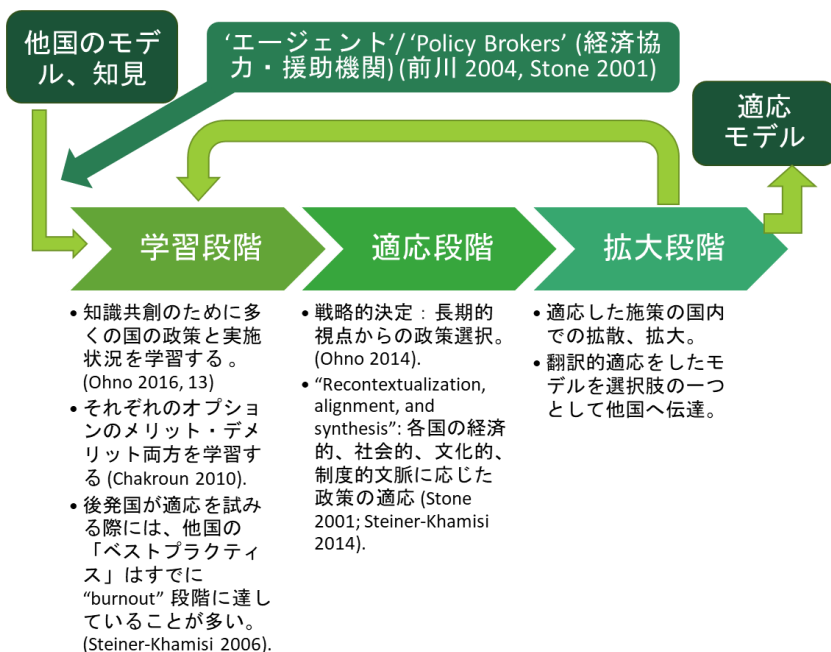 他国のモデ
ル、知見
‘エージェント’/ ‘Policy Brokers’ (経済協
力・援助機関) (前川 2004, Stone 2001)
適応
モデル
学習段階
適応段階
拡大段階
• 知識共創のために多
くの国の政策と実施
状況を学習する 。
(Ohno 2016, 13)
• それぞれのオプショ
ンのメリット・デメ
リット両方を学習す
る (Chakroun 2010).
• 後発国が適応を試み
る際には、他国の
「ベストプラクティ
ス」はすでに
“burnout” 段階に達し
ていることが多い。
(Steiner-Khamisi 2006).
• 戦略的決定：長期的
視点からの政策選択。
(Ohno 2014).
• “Recontextualization,
alignment, and
synthesis”: 各国の経済
的、社会的、文化的、
制度的文脈に応じた
政策の適応 (Stone
2001; Steiner-Khamisi
2014).
• 適応した施策の国内
での拡散、拡大。
• 翻訳的適応をしたモ
デルを選択肢の一つ
として他国へ伝達。